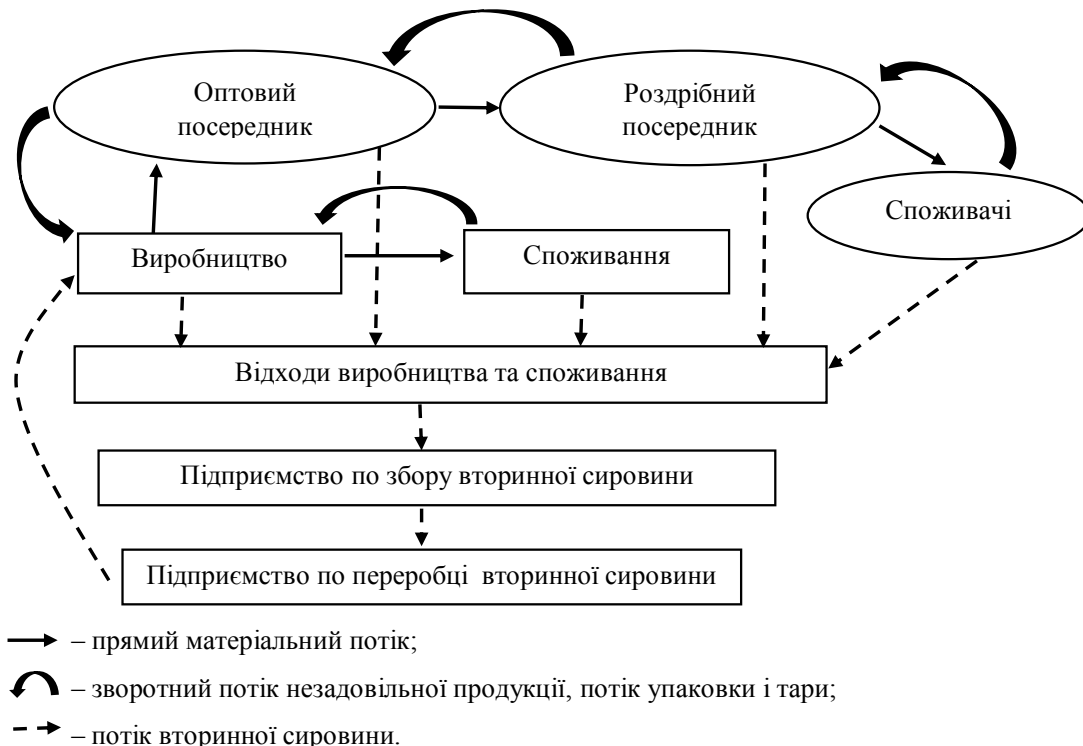 Оптовий
посередник
Роздрібний
посередник
Споживачі
Виробництво
Споживання
Відходи виробництва та споживання
Підприємство по збору вторинної сировини
Підприємство по переробці вторинної сировини
– прямий матеріальний потік;
– зворотний потік незадовільної продукції, потік упаковки і тари;
– потік вторинної сировини.